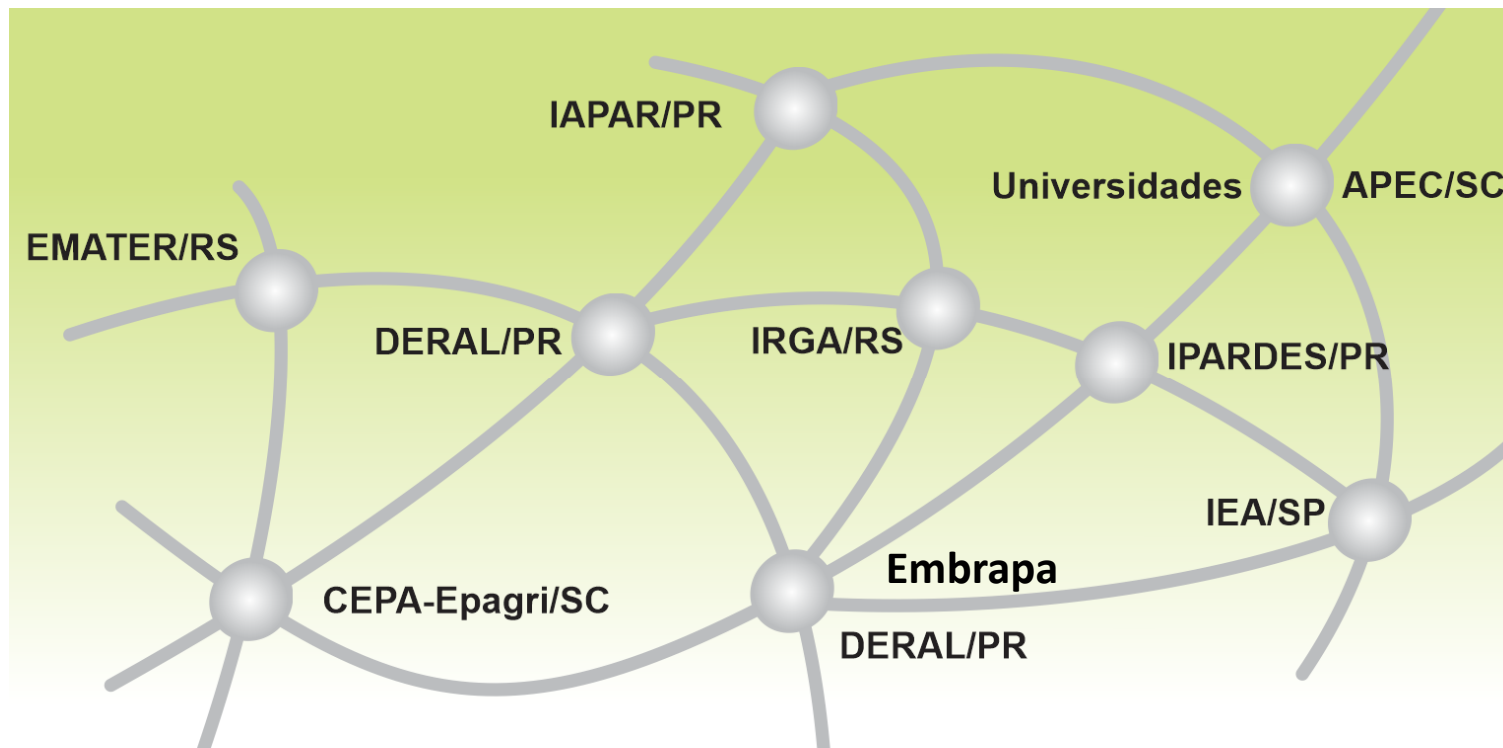 IAPAR/PR
Universidades
APEC/SC
EMATER/RS
DERAL/PR
IRGA/RS
IPARDES/PR
IEA/SP
Embrapa
CEPA-Epagri/SC
DERAL/PR